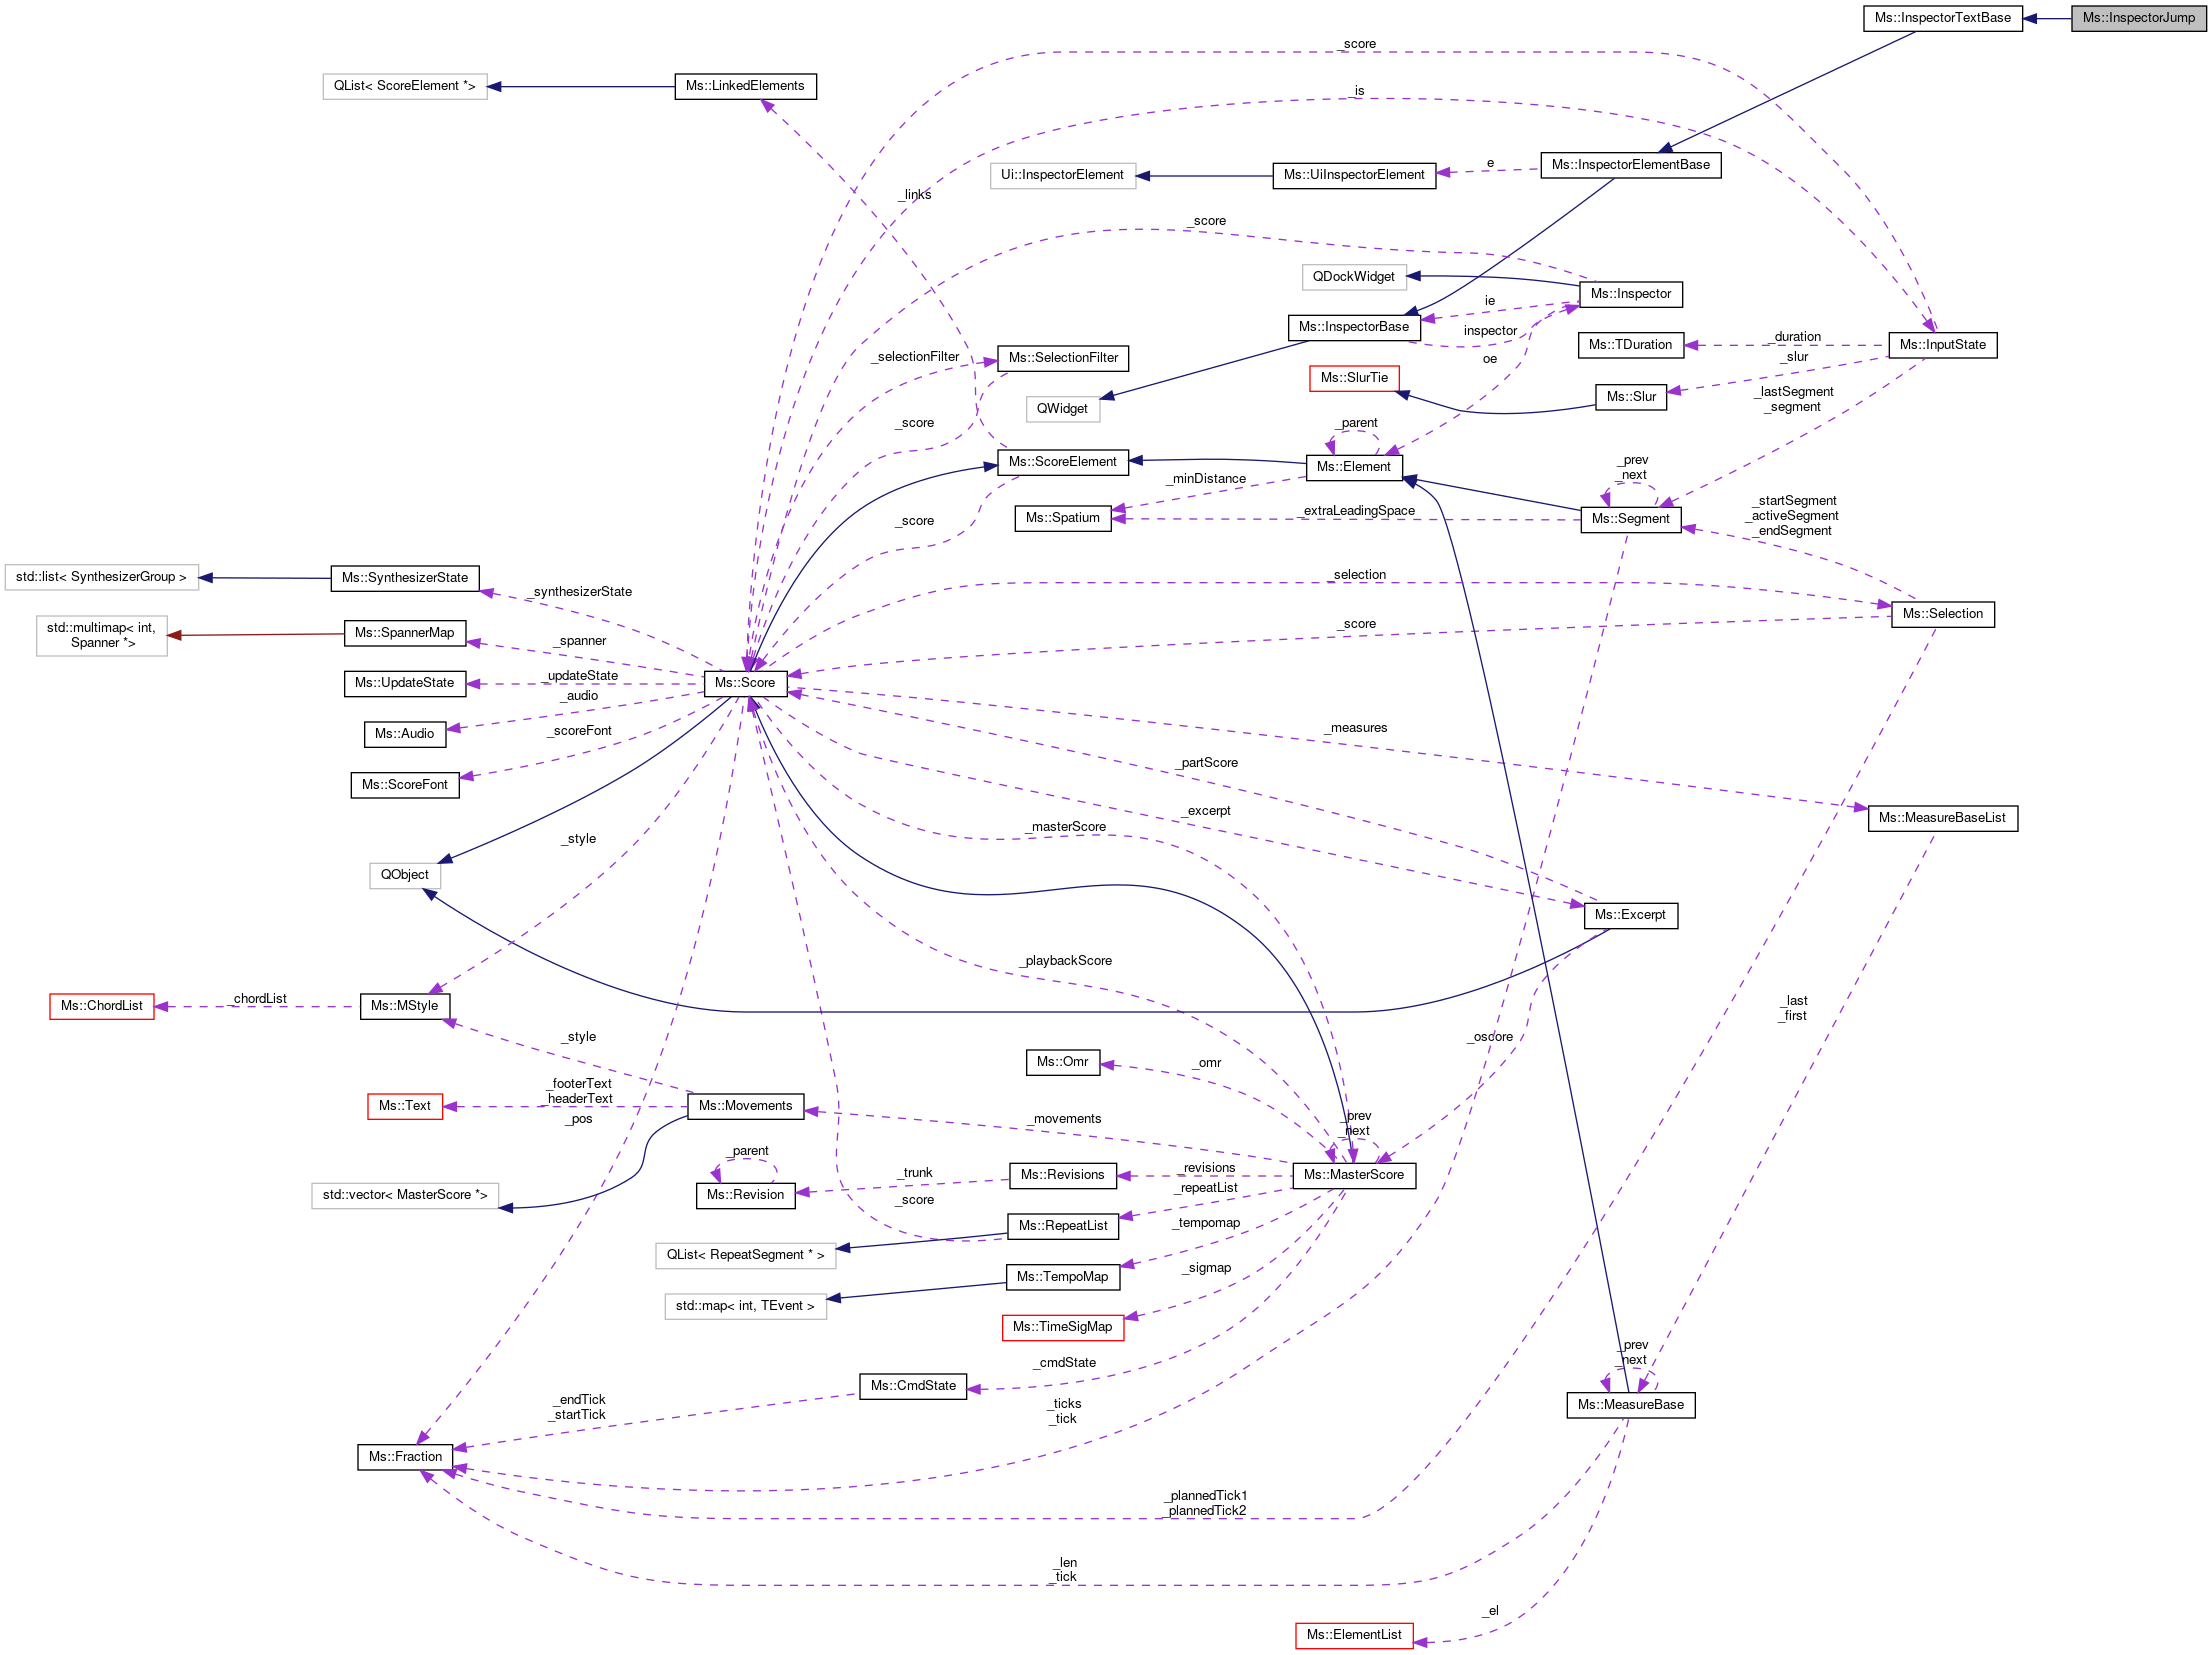 Ms::InspectorTextBase
Ms::InspectorJump
_score
QList< ScoreElement *>
Ms::LinkedElements
_is
Ms::InspectorElementBase
e
Ui::InspectorElement
Ms::UiInspectorElement
_links
_score
QDockWidget
Ms::Inspector
ie
Ms::InspectorBase
inspector
_duration
Ms::TDuration
Ms::InputState
_selectionFilter
Ms::SelectionFilter
oe
_slur
Ms::SlurTie
Ms::Slur
_lastSegment
_segment
QWidget
_score
_parent
Ms::ScoreElement
Ms::Element
_prev
_next
_minDistance
_startSegment
_activeSegment
_endSegment
_score
Ms::Spatium
_extraLeadingSpace
Ms::Segment
std::list< SynthesizerGroup >
Ms::SynthesizerState
_synthesizerState
_selection
Ms::Selection
std::multimap< int,
Spanner *>
Ms::SpannerMap
_spanner
_score
Ms::UpdateState
_updateState
Ms::Score
_audio
Ms::Audio
_scoreFont
_measures
Ms::ScoreFont
_partScore
_excerpt
Ms::MeasureBaseList
_masterScore
_style
QObject
Ms::Excerpt
_playbackScore
Ms::ChordList
_chordList
Ms::MStyle
_last
_first
_style
_oscore
Ms::Omr
_omr
_footerText
_headerText
Ms::Text
Ms::Movements
_pos
_movements
_prev
_next
_parent
_trunk
Ms::Revisions
_revisions
Ms::MasterScore
std::vector< MasterScore *>
Ms::Revision
_score
_repeatList
Ms::RepeatList
_tempomap
QList< RepeatSegment * >
Ms::TempoMap
_sigmap
std::map< int, TEvent >
Ms::TimeSigMap
_prev
_next
_cmdState
Ms::CmdState
_endTick
_startTick
_ticks
_tick
Ms::MeasureBase
Ms::Fraction
_plannedTick1
_plannedTick2
_len
_tick
_el
Ms::ElementList